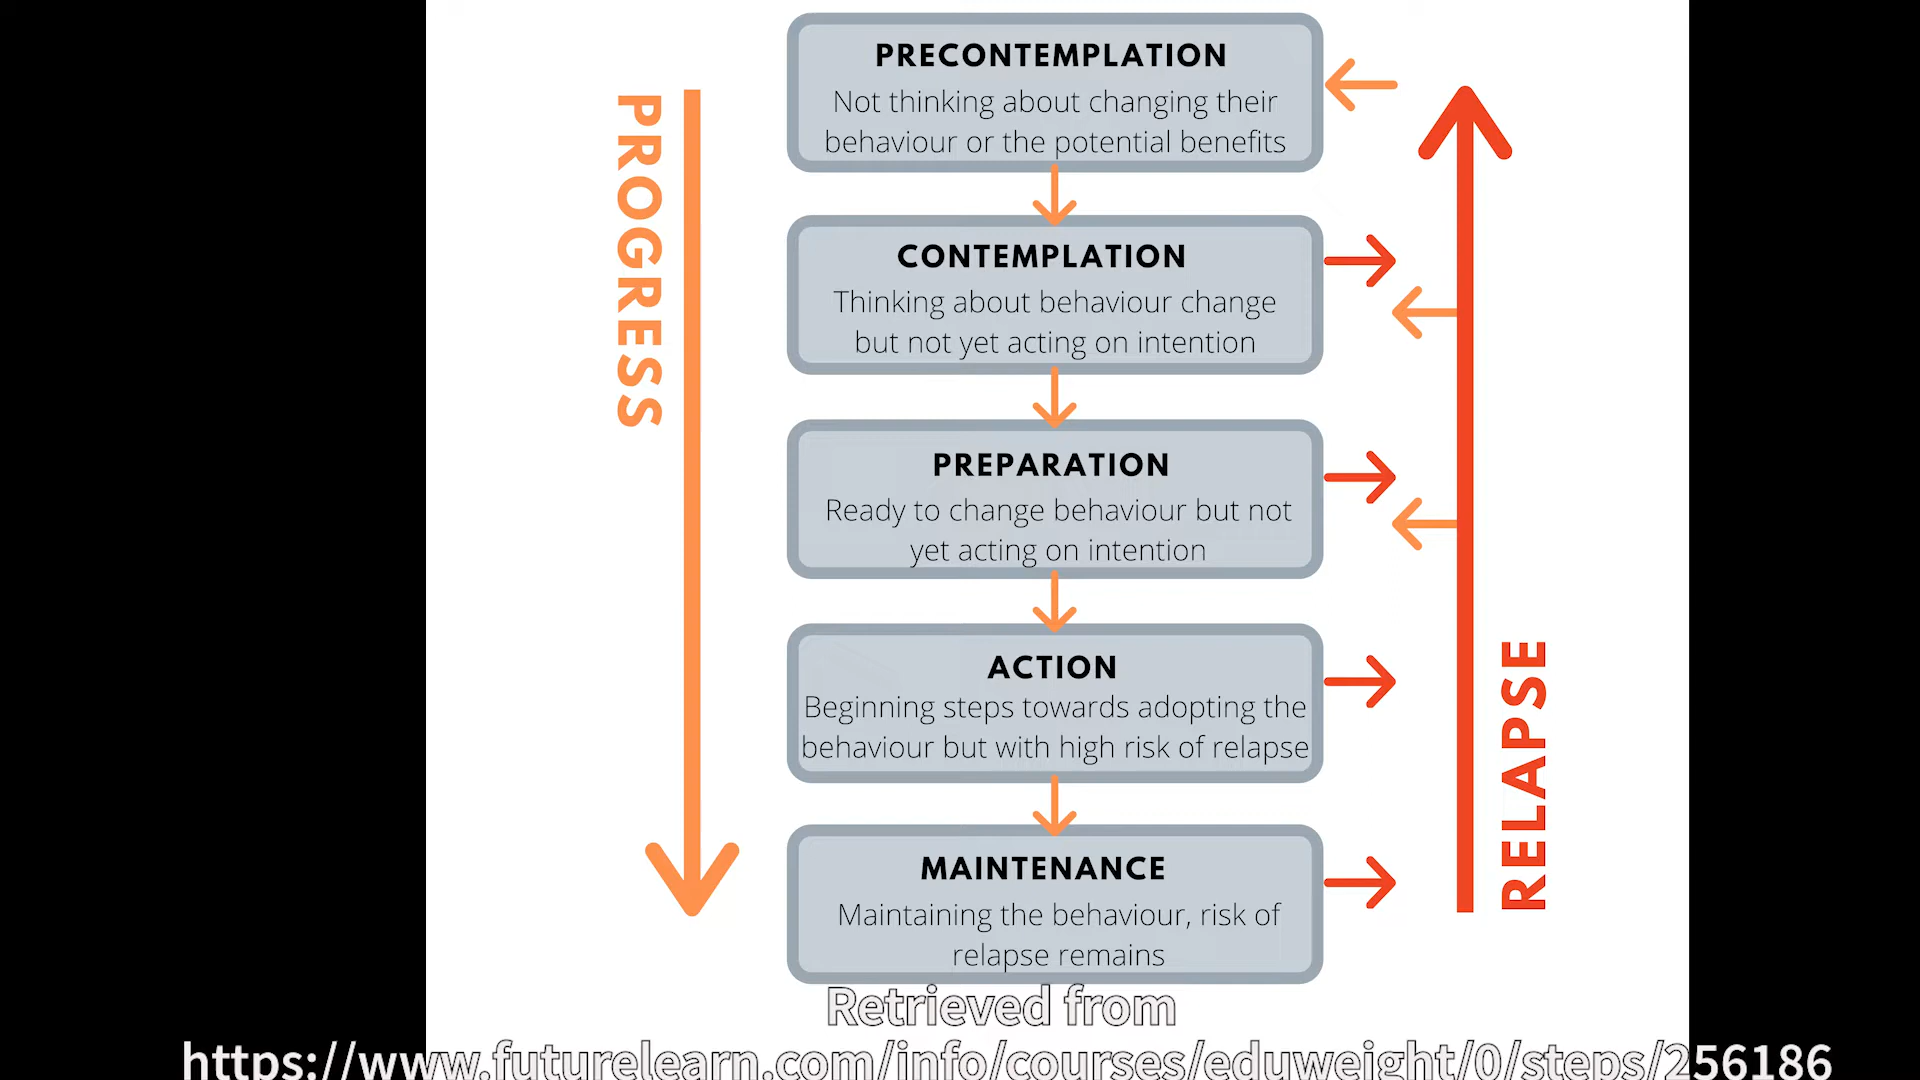 PROGRESS
PRECONTEMPLATION
Not thinking about changing their
behaviour or the potential benefits
CONTEMPLATION
Thinking about behaviour change
but not yet acting on intention
PREPARATION
Ready to change behaviour but not
yet acting on intention
ACTION
Beginning steps towards adopting the
behaviour but with high risk of relapse
MAINTENANCE
Maintaining the behaviour, risk of
relapse remains
RELAPSE
Retrieved from
https://www.futurelearn.com/info/courses/eduweight/0/steps/256186